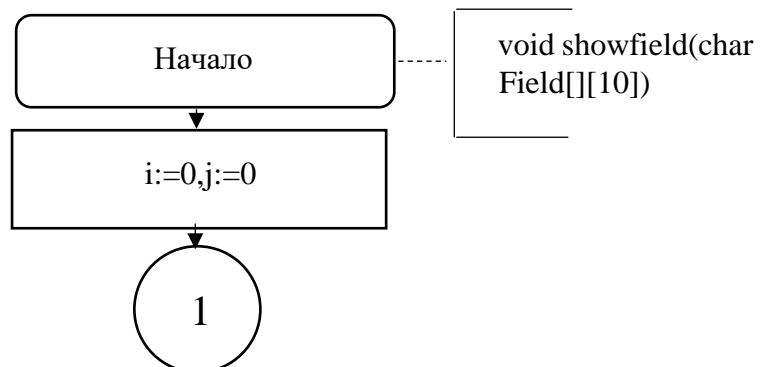 Начало
void showfield(char
Field[][10])
i:=0,j:=0
1